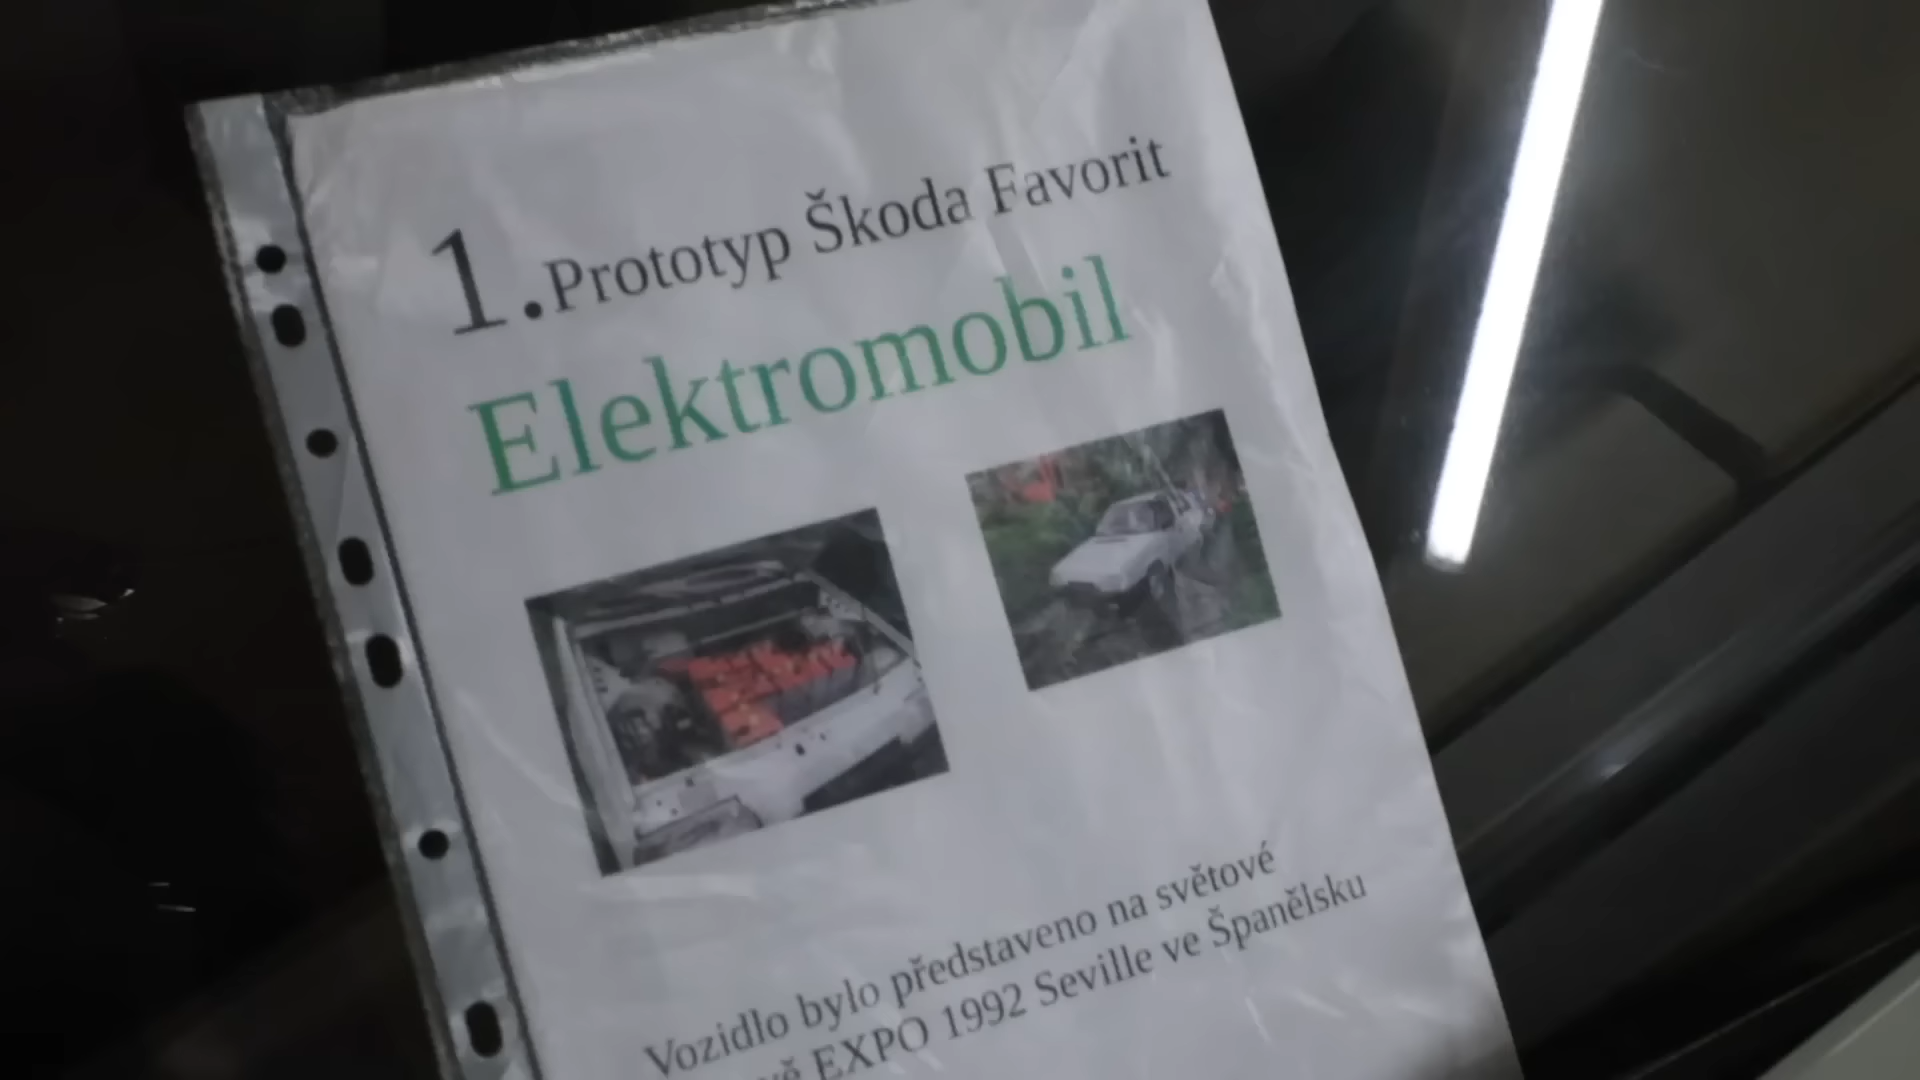 1. Prototyp Škoda Favorit
Elektromobil
Vozidlo bylo představeno na světové
EXPO 1992 Seville ve Španělsku